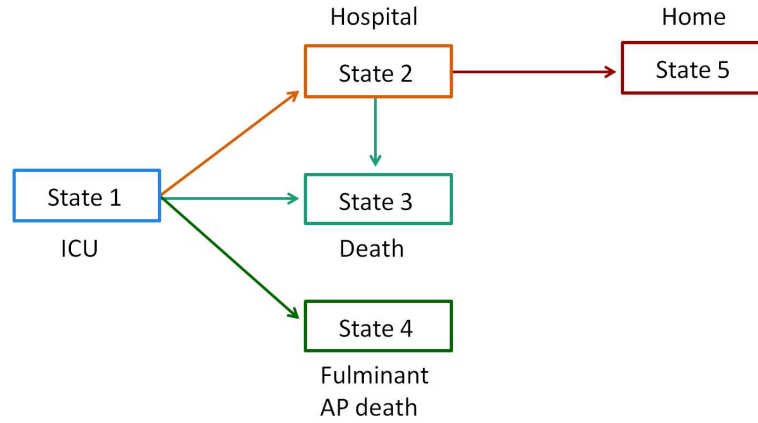 Hospital
Home
State 2
State 5
State 1
State 3
ICU
Death
State 4
Fulminant
AP death